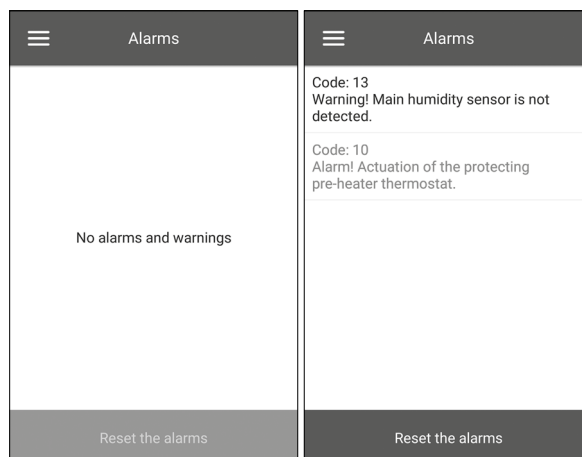 Alarms
No alarms and warnings
Reset the alarms
Alarms
Code: 13
Warning! Main humidity sensor is not
detected.
Code: 10
Alarm! Actuation of the protecting
pre-heater thermostat.
Reset the alarms